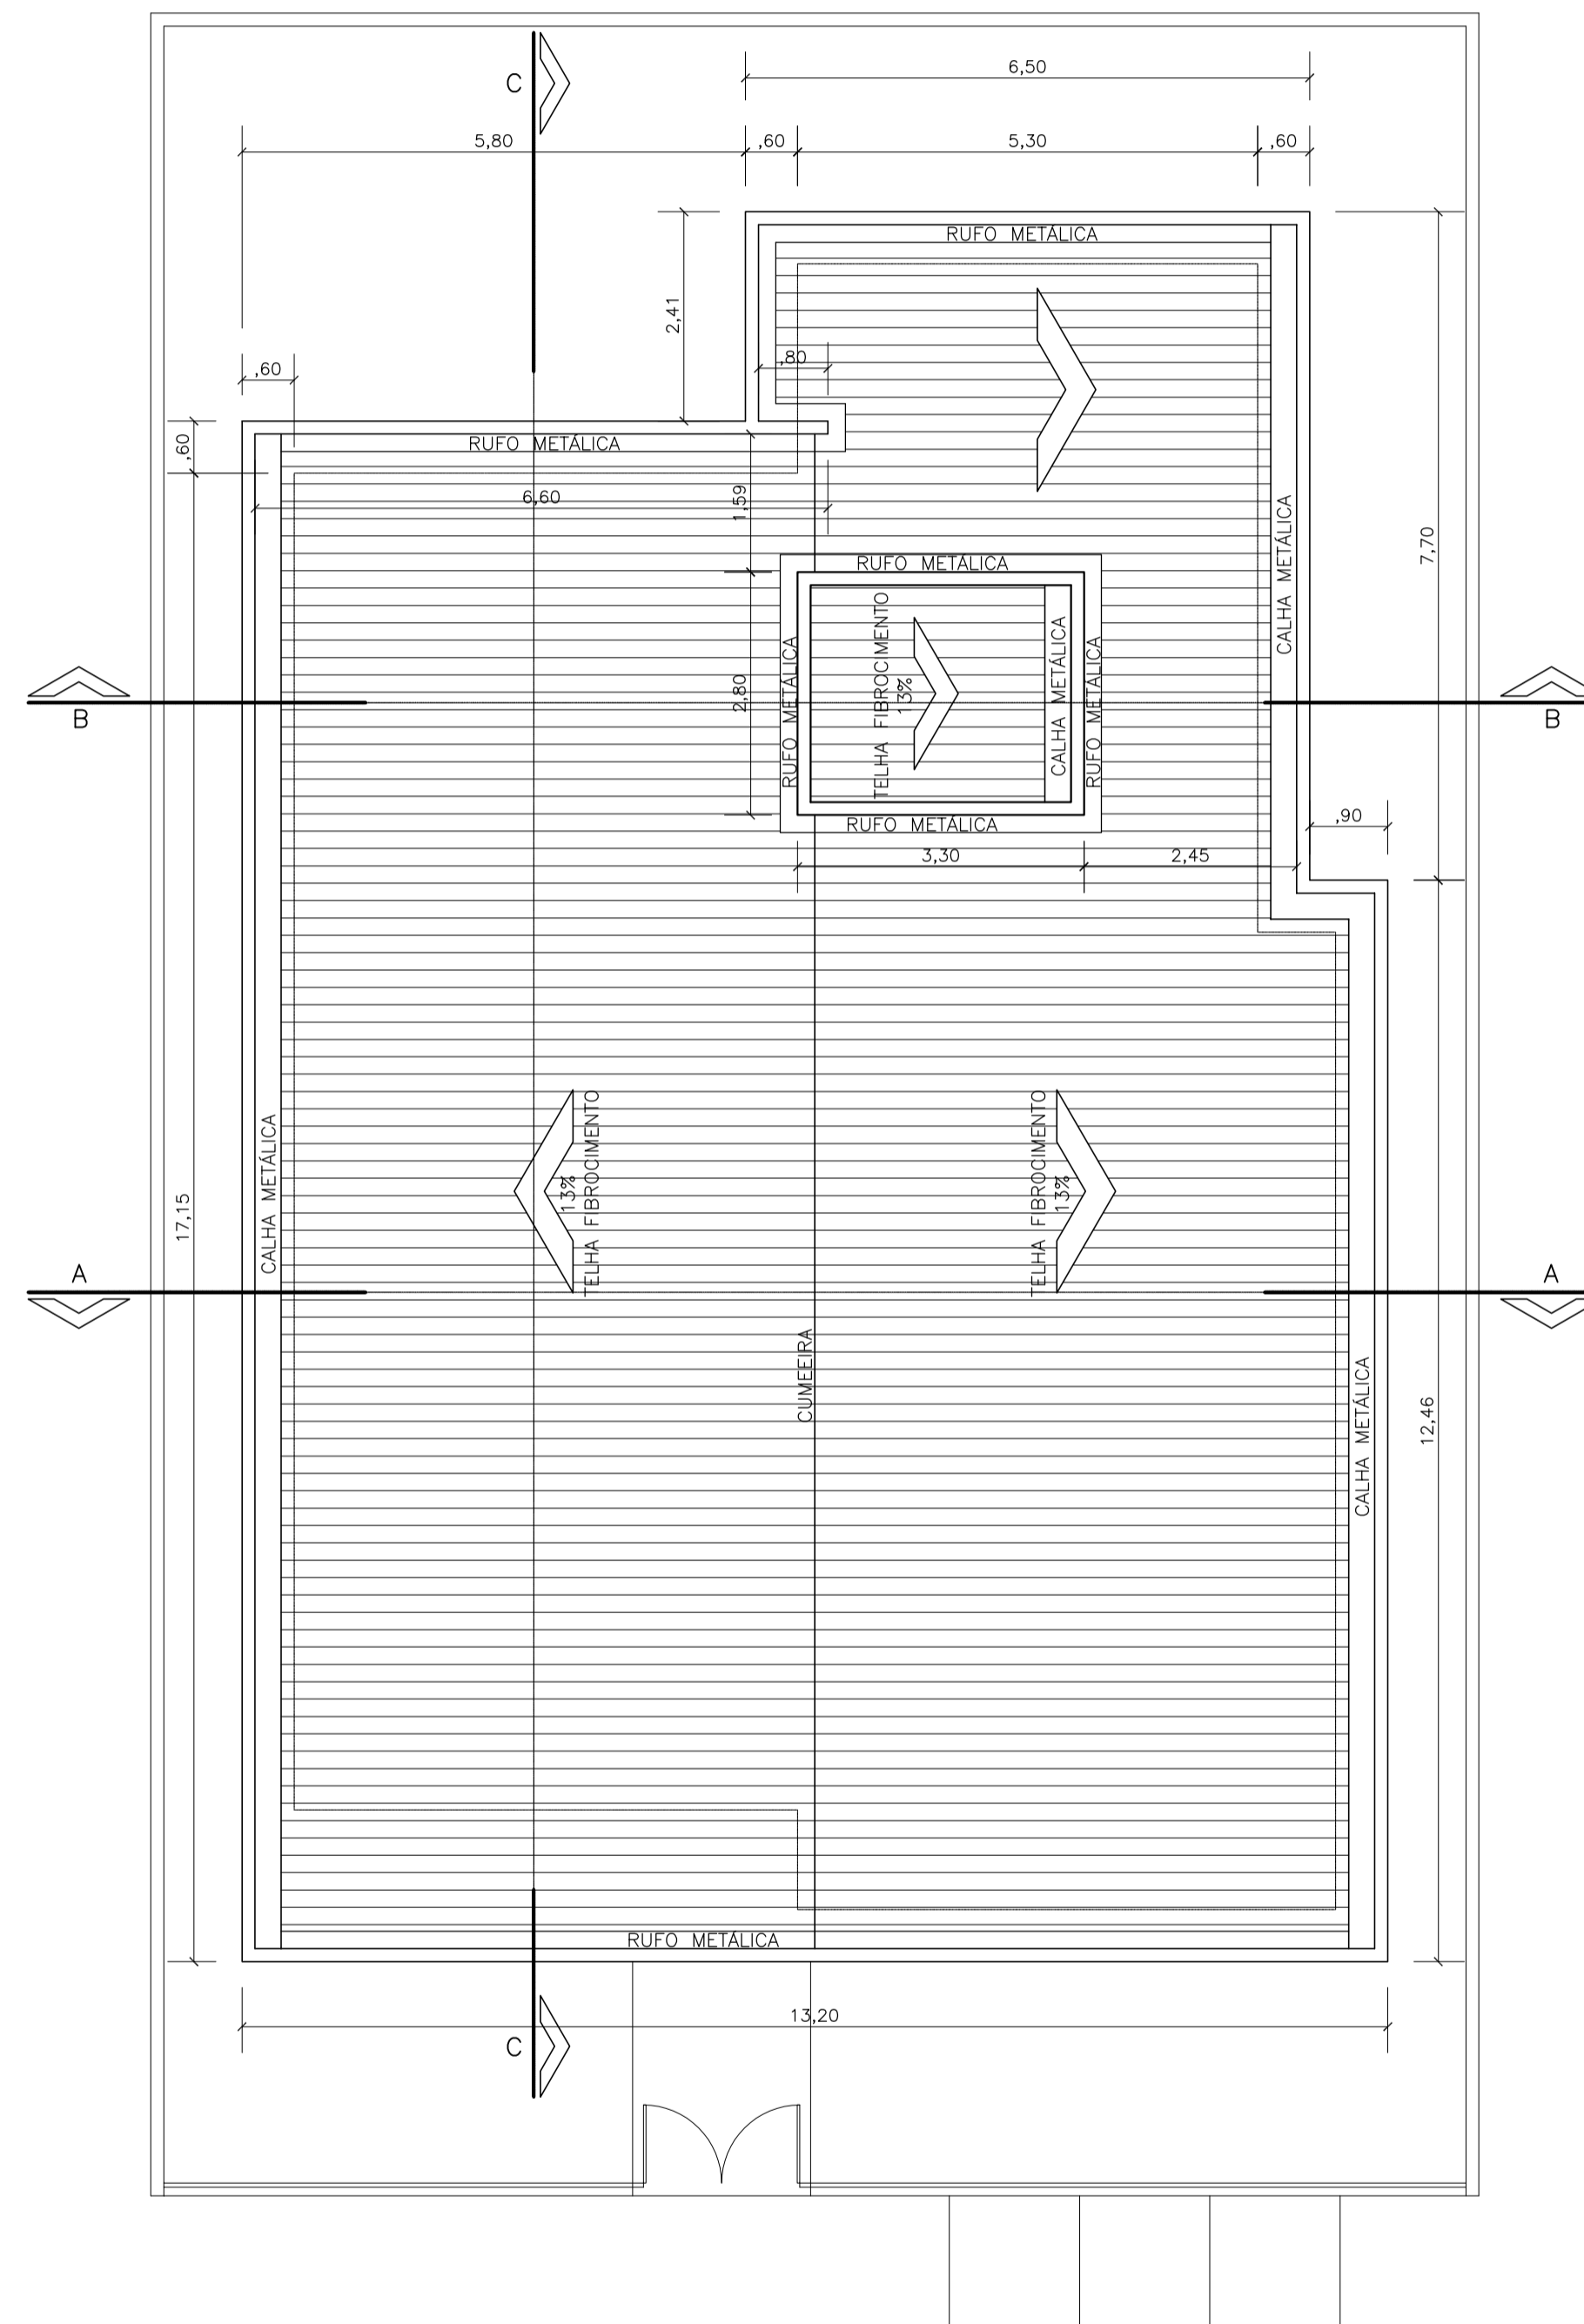 6,50
C
5,80
,60
5,30
,60
RUFO METÁLICA
2,41
,80
,60
,60
RUFO METÁLICA
6,60
1,59
CALHA METÁLICA
7,70
RUFO METÁLICA
RUFO METÁLICA
TELHA FIBROCIMENTO
13%
CALHA METÁLICA
RUFO METÁLICA
2,80
B
B
RUFO METÁLICA
,90
3,30
2,45
CALHA METÁLICA
13%
TELHA FIBROCIMENTO
TELHA FIBROCIMENTO
13%
17,15
A
A
CUMEEIRA
CALHA METÁLICA
12,46
RUFO METÁLICA
13,20
C